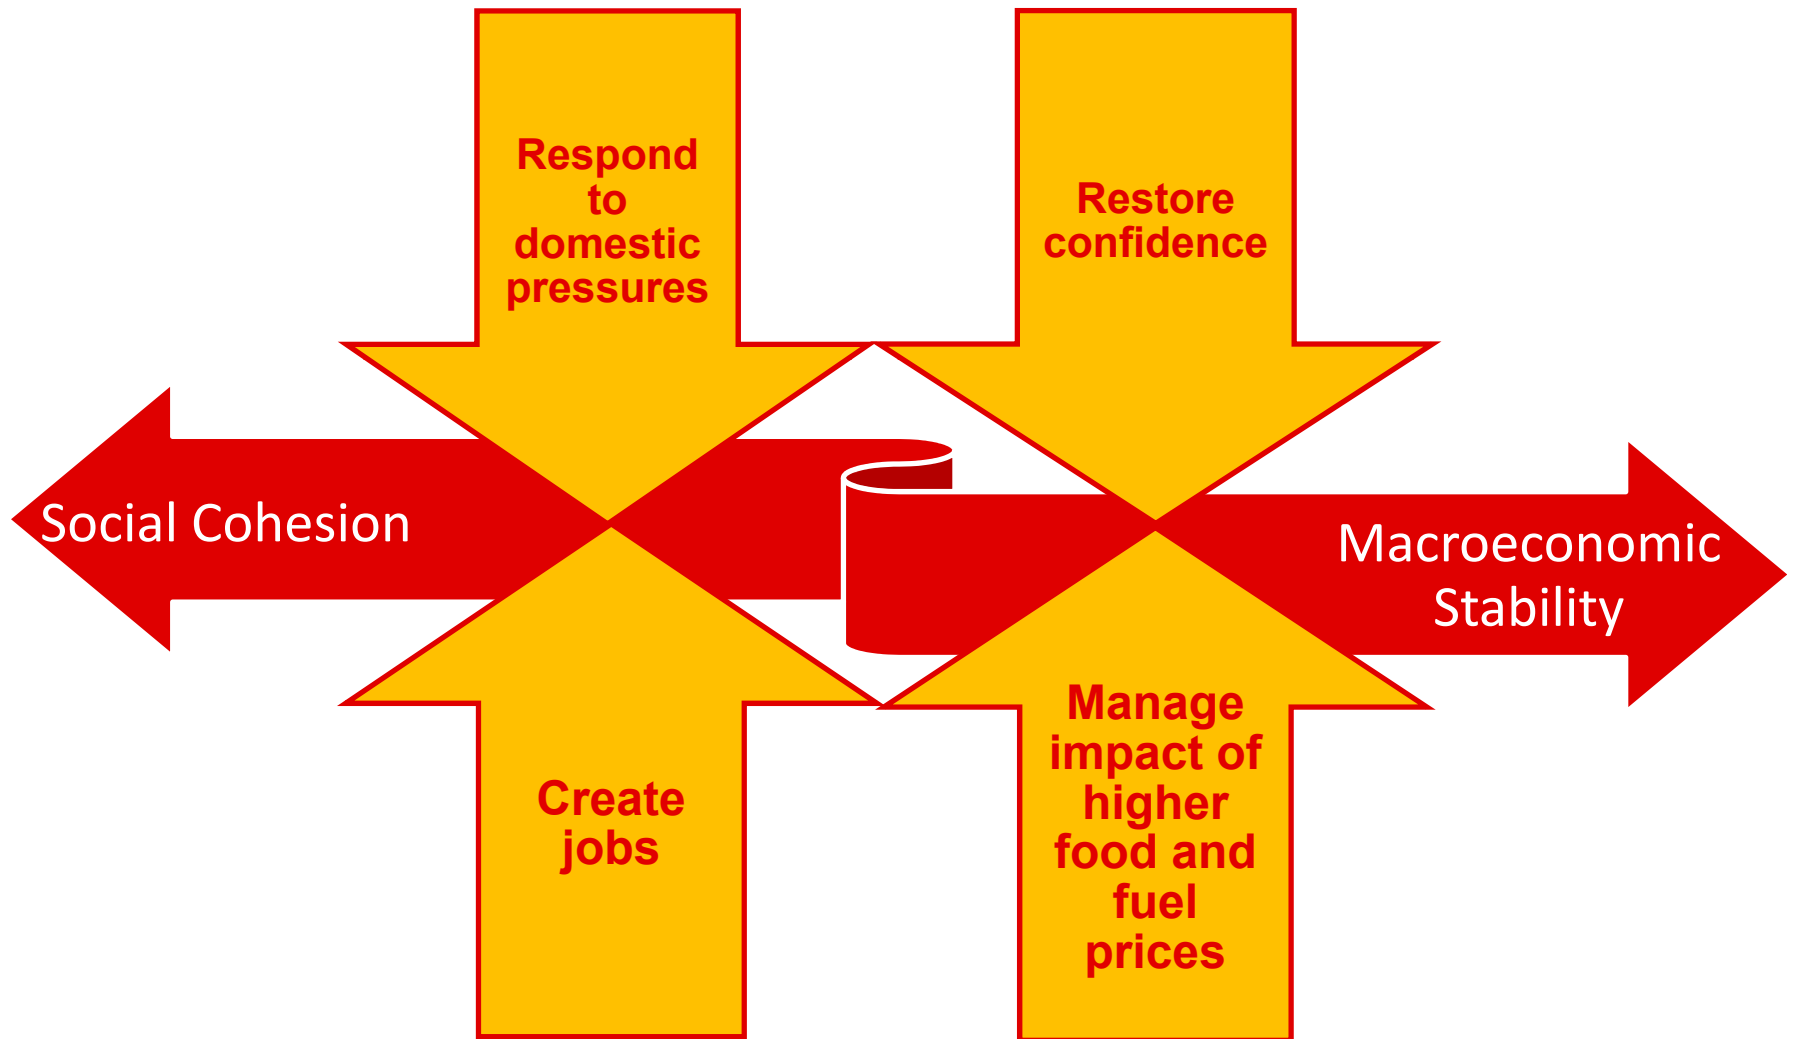 Respond
to
domestic
pressures
Restore
confidence
Social Cohesion
Macroeconomic
Stability
Create
jobs
Manage
impact of
higher
food and
fuel
prices